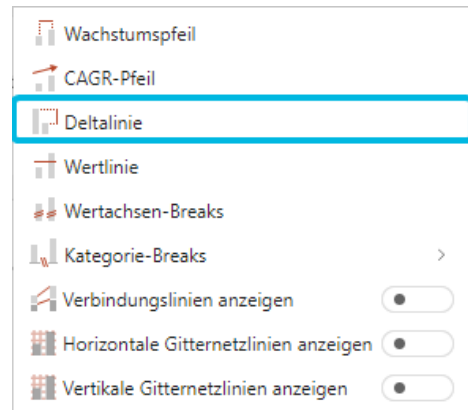 Wachstumspfeil
CAGR-Pfeil
Deltalinie
Wertlinie
Wertachsen-Breaks
Kategorie-Breaks
Verbindungslinien anzeigen
Horizontale Gitternetzlinien anzeigen
Vertikale Gitternetzlinien anzeigen